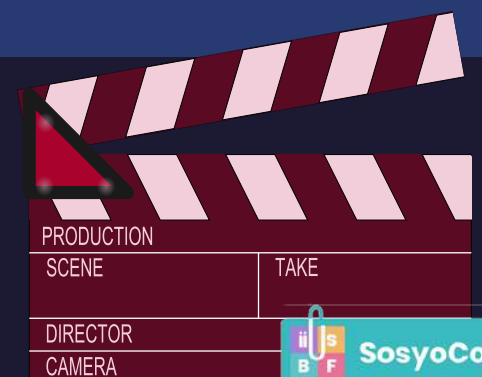 PRODUCTION
SCENE TAKE
DIRECTOR
CAMERA
ii s
B F
SosyoCo